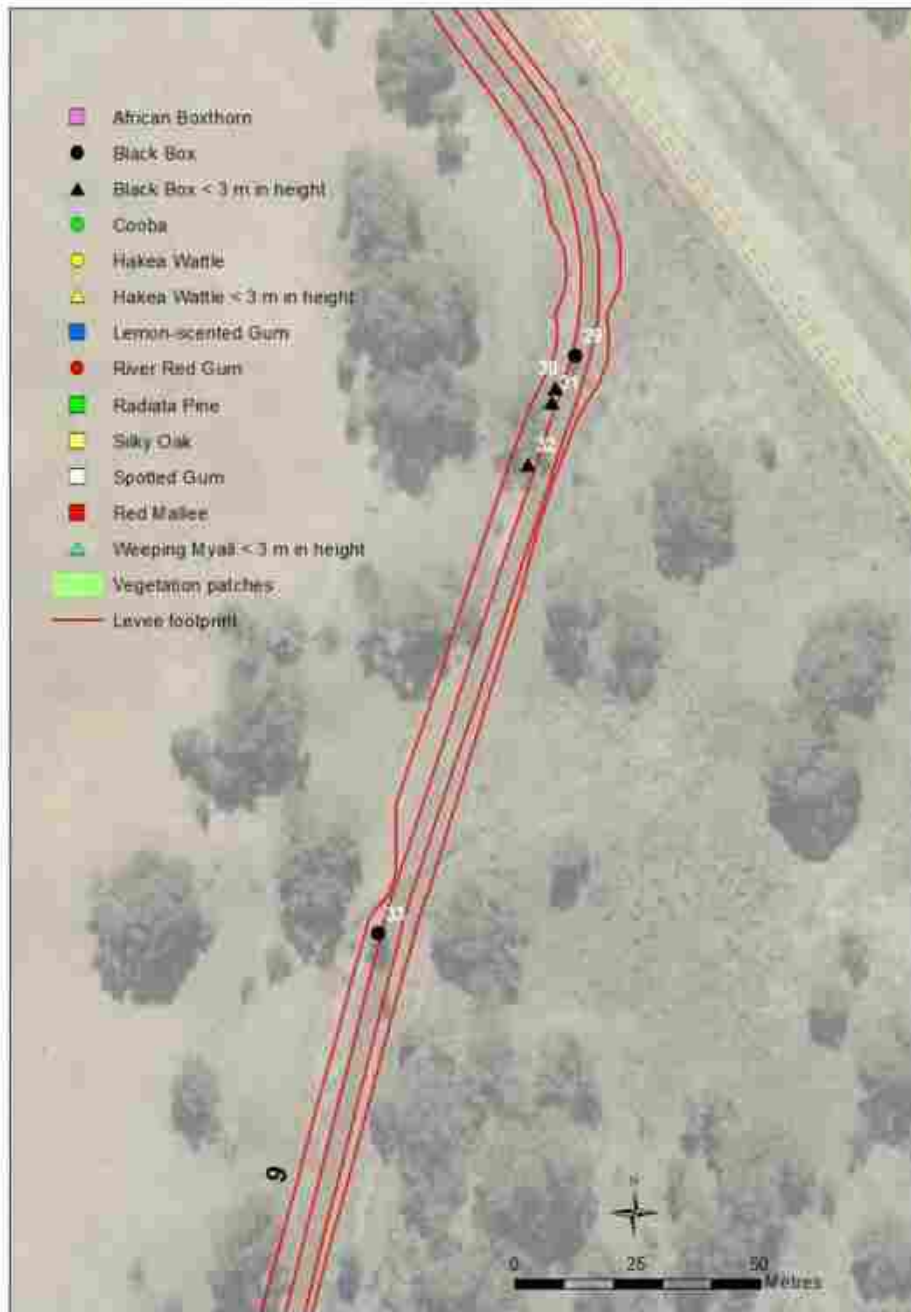 African Boxthorn
Black Box
Black Box < 3 m in height
Cooba
Hakea Wattle
Hakea Wattle < 3 m in height
Lemon-scented Gum
River Red Gum
Radiata Pine
Silky Oak
Spotted Gum
Red Mallee
Weeping Myall < 3 m in height
Vegetation patches
Levee footprint
29
30
31
32
33
9
N
0 25 50
Metres